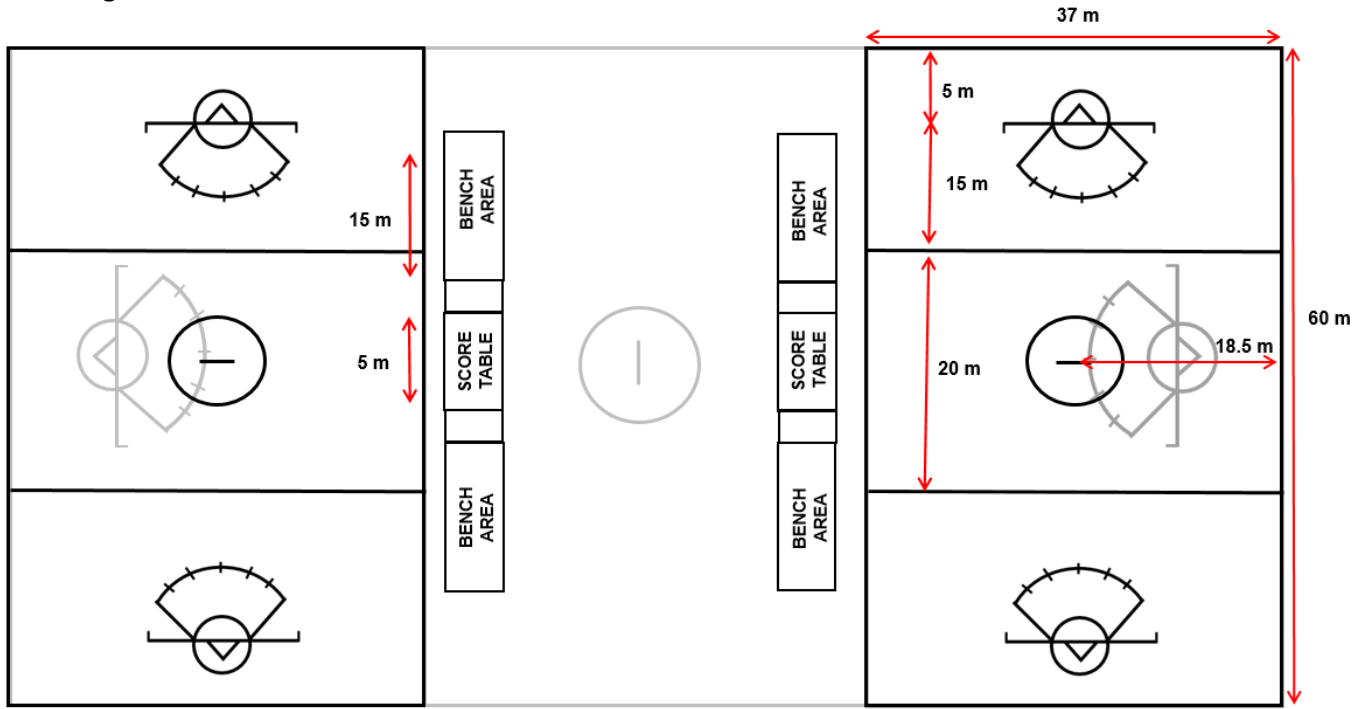 37 m
5 m
15 m
BENCH
AREA
BENCH
AREA
15 m
60 m
18.5 m
SCORE
TABLE
SCORE
TABLE
5 m
20 m
BENCH
AREA
BENCH
AREA